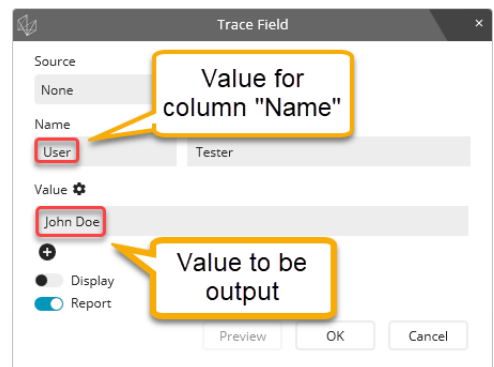 Trace Field
×
Source
None
Value for
column "Name"
Name
User
Tester
Value
John Doe
Display
Value to be
output
Report
Preview
OK
Cancel